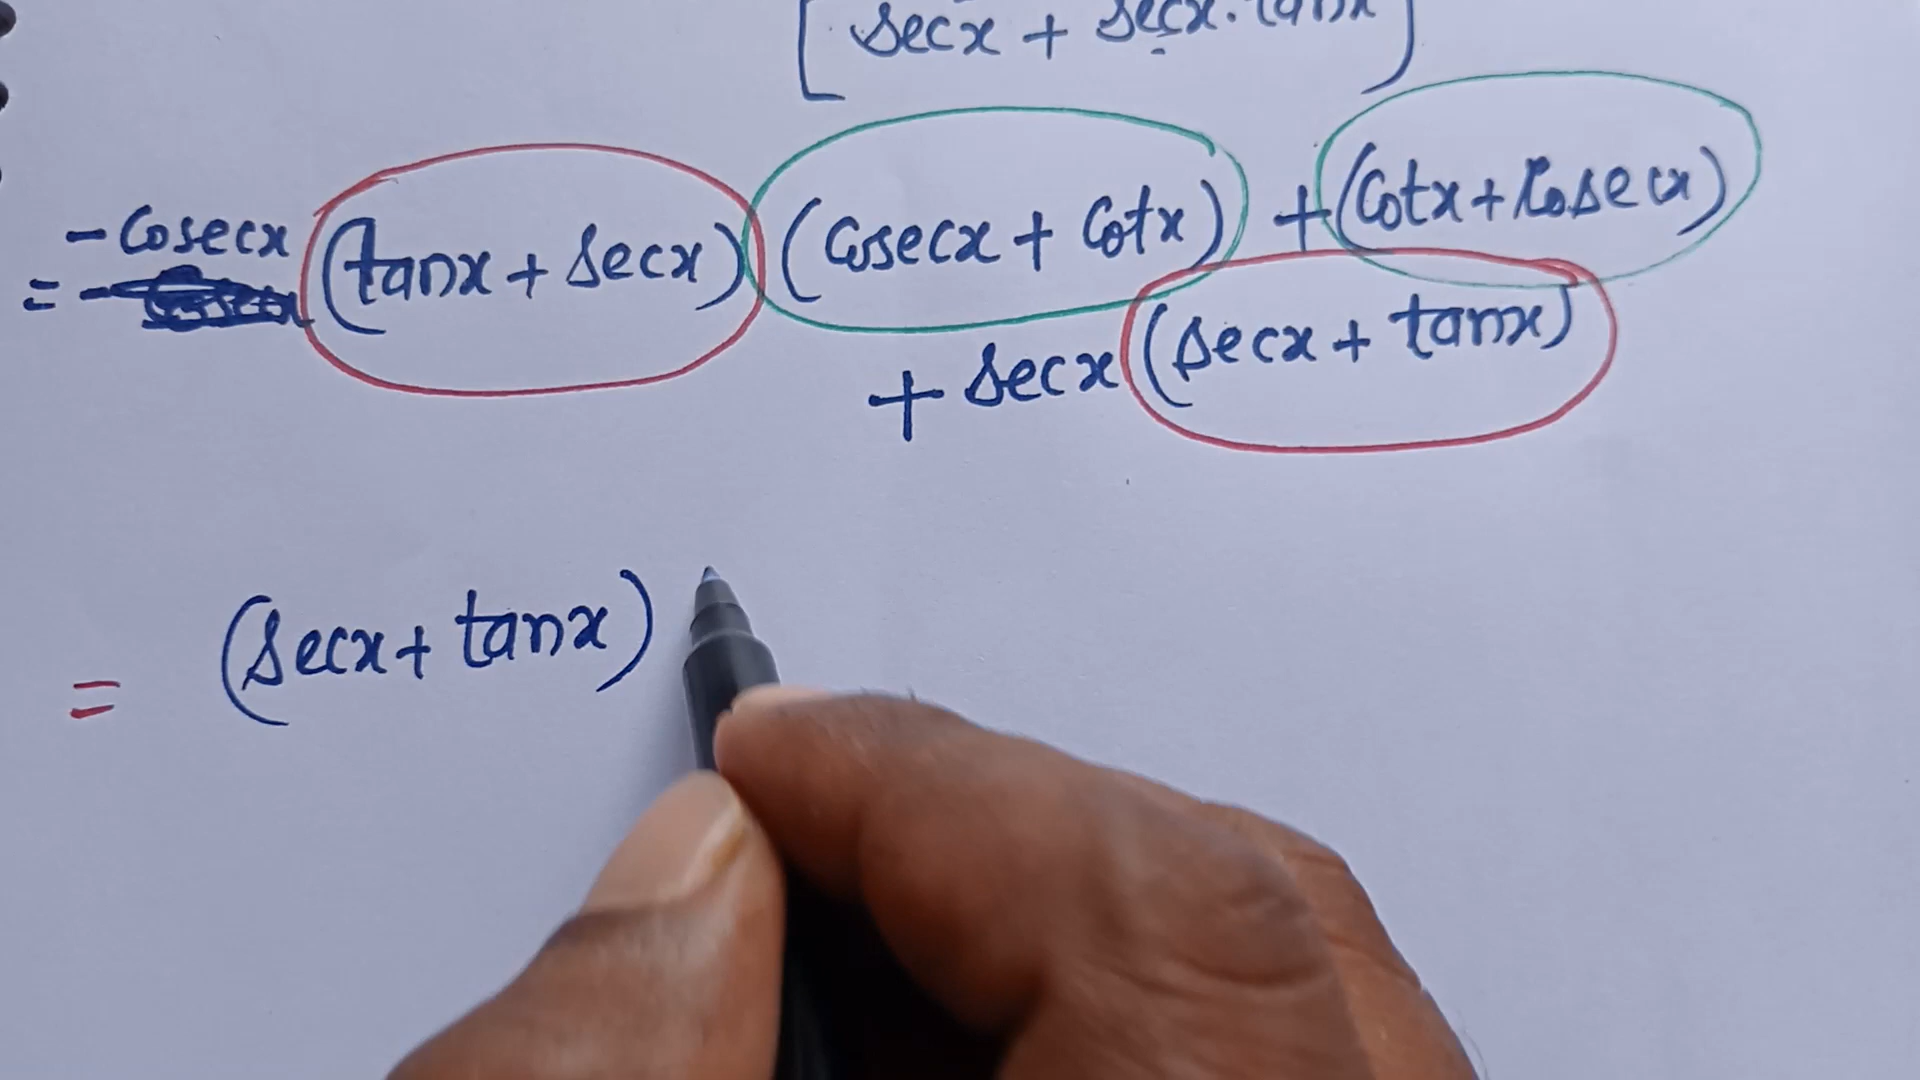 [secx + secx. tanx]
= -Cosecx (tanx + secx) (Cosecx + Cotx) + (Cotx + Cosecx)
+ secx (secx + tanx)
= (secx + tanx)